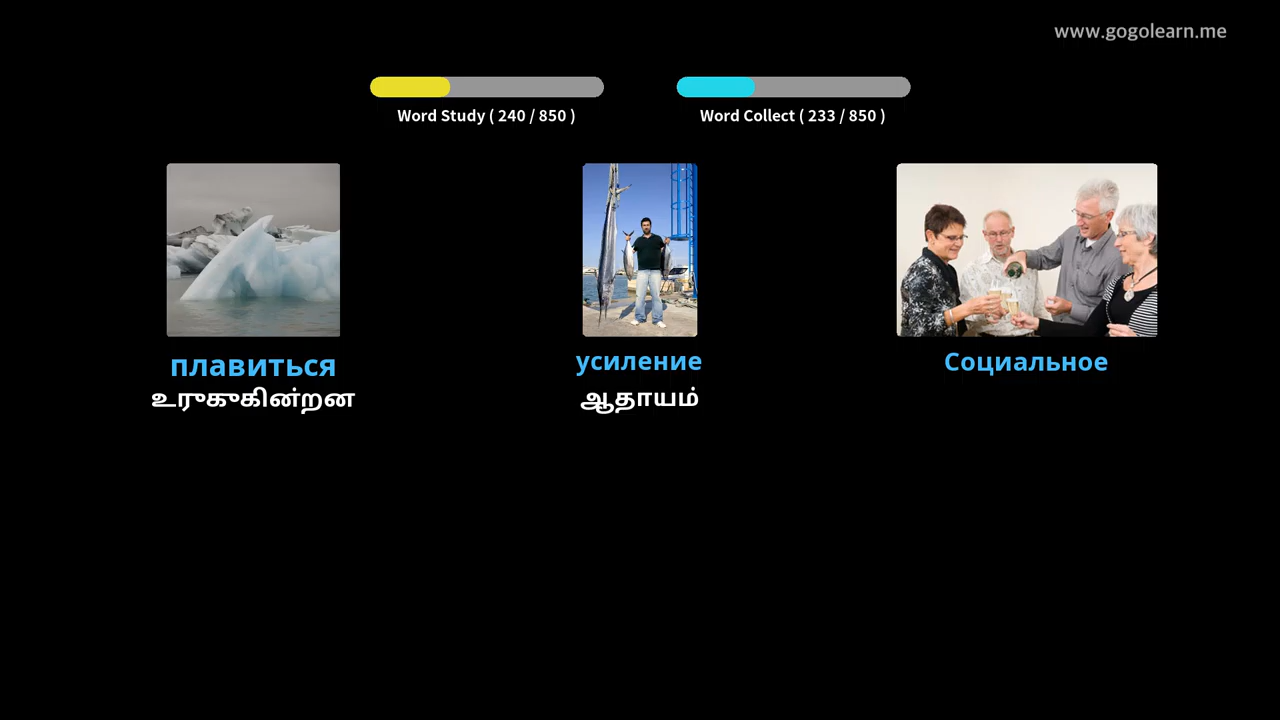 www.gogolearn.me
Word Study ( 240 / 850 )
Word Collect ( 233 / 850 )
плавиться
உருகுகின்றன
усиление
ஆதாயம்
Социальное